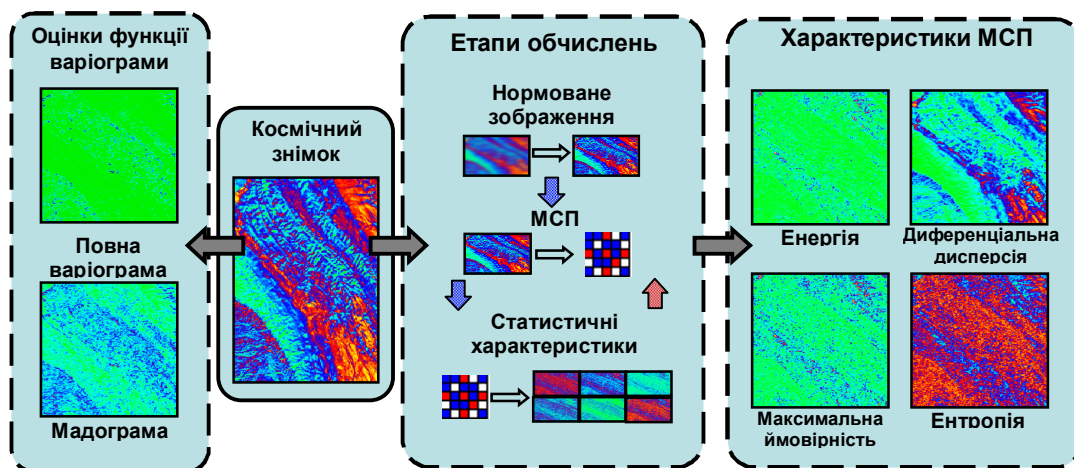 Оцінки функції
варіограми
Повна
варіограма
Мадограма
Космічний
знімок
Етапи обчислень
Нормоване
зображення
МСП
Статистичні
характеристики
Характеристики МСП
Енергія
Диференціальна
дисперсія
Максимальна
ймовірність
Ентропія